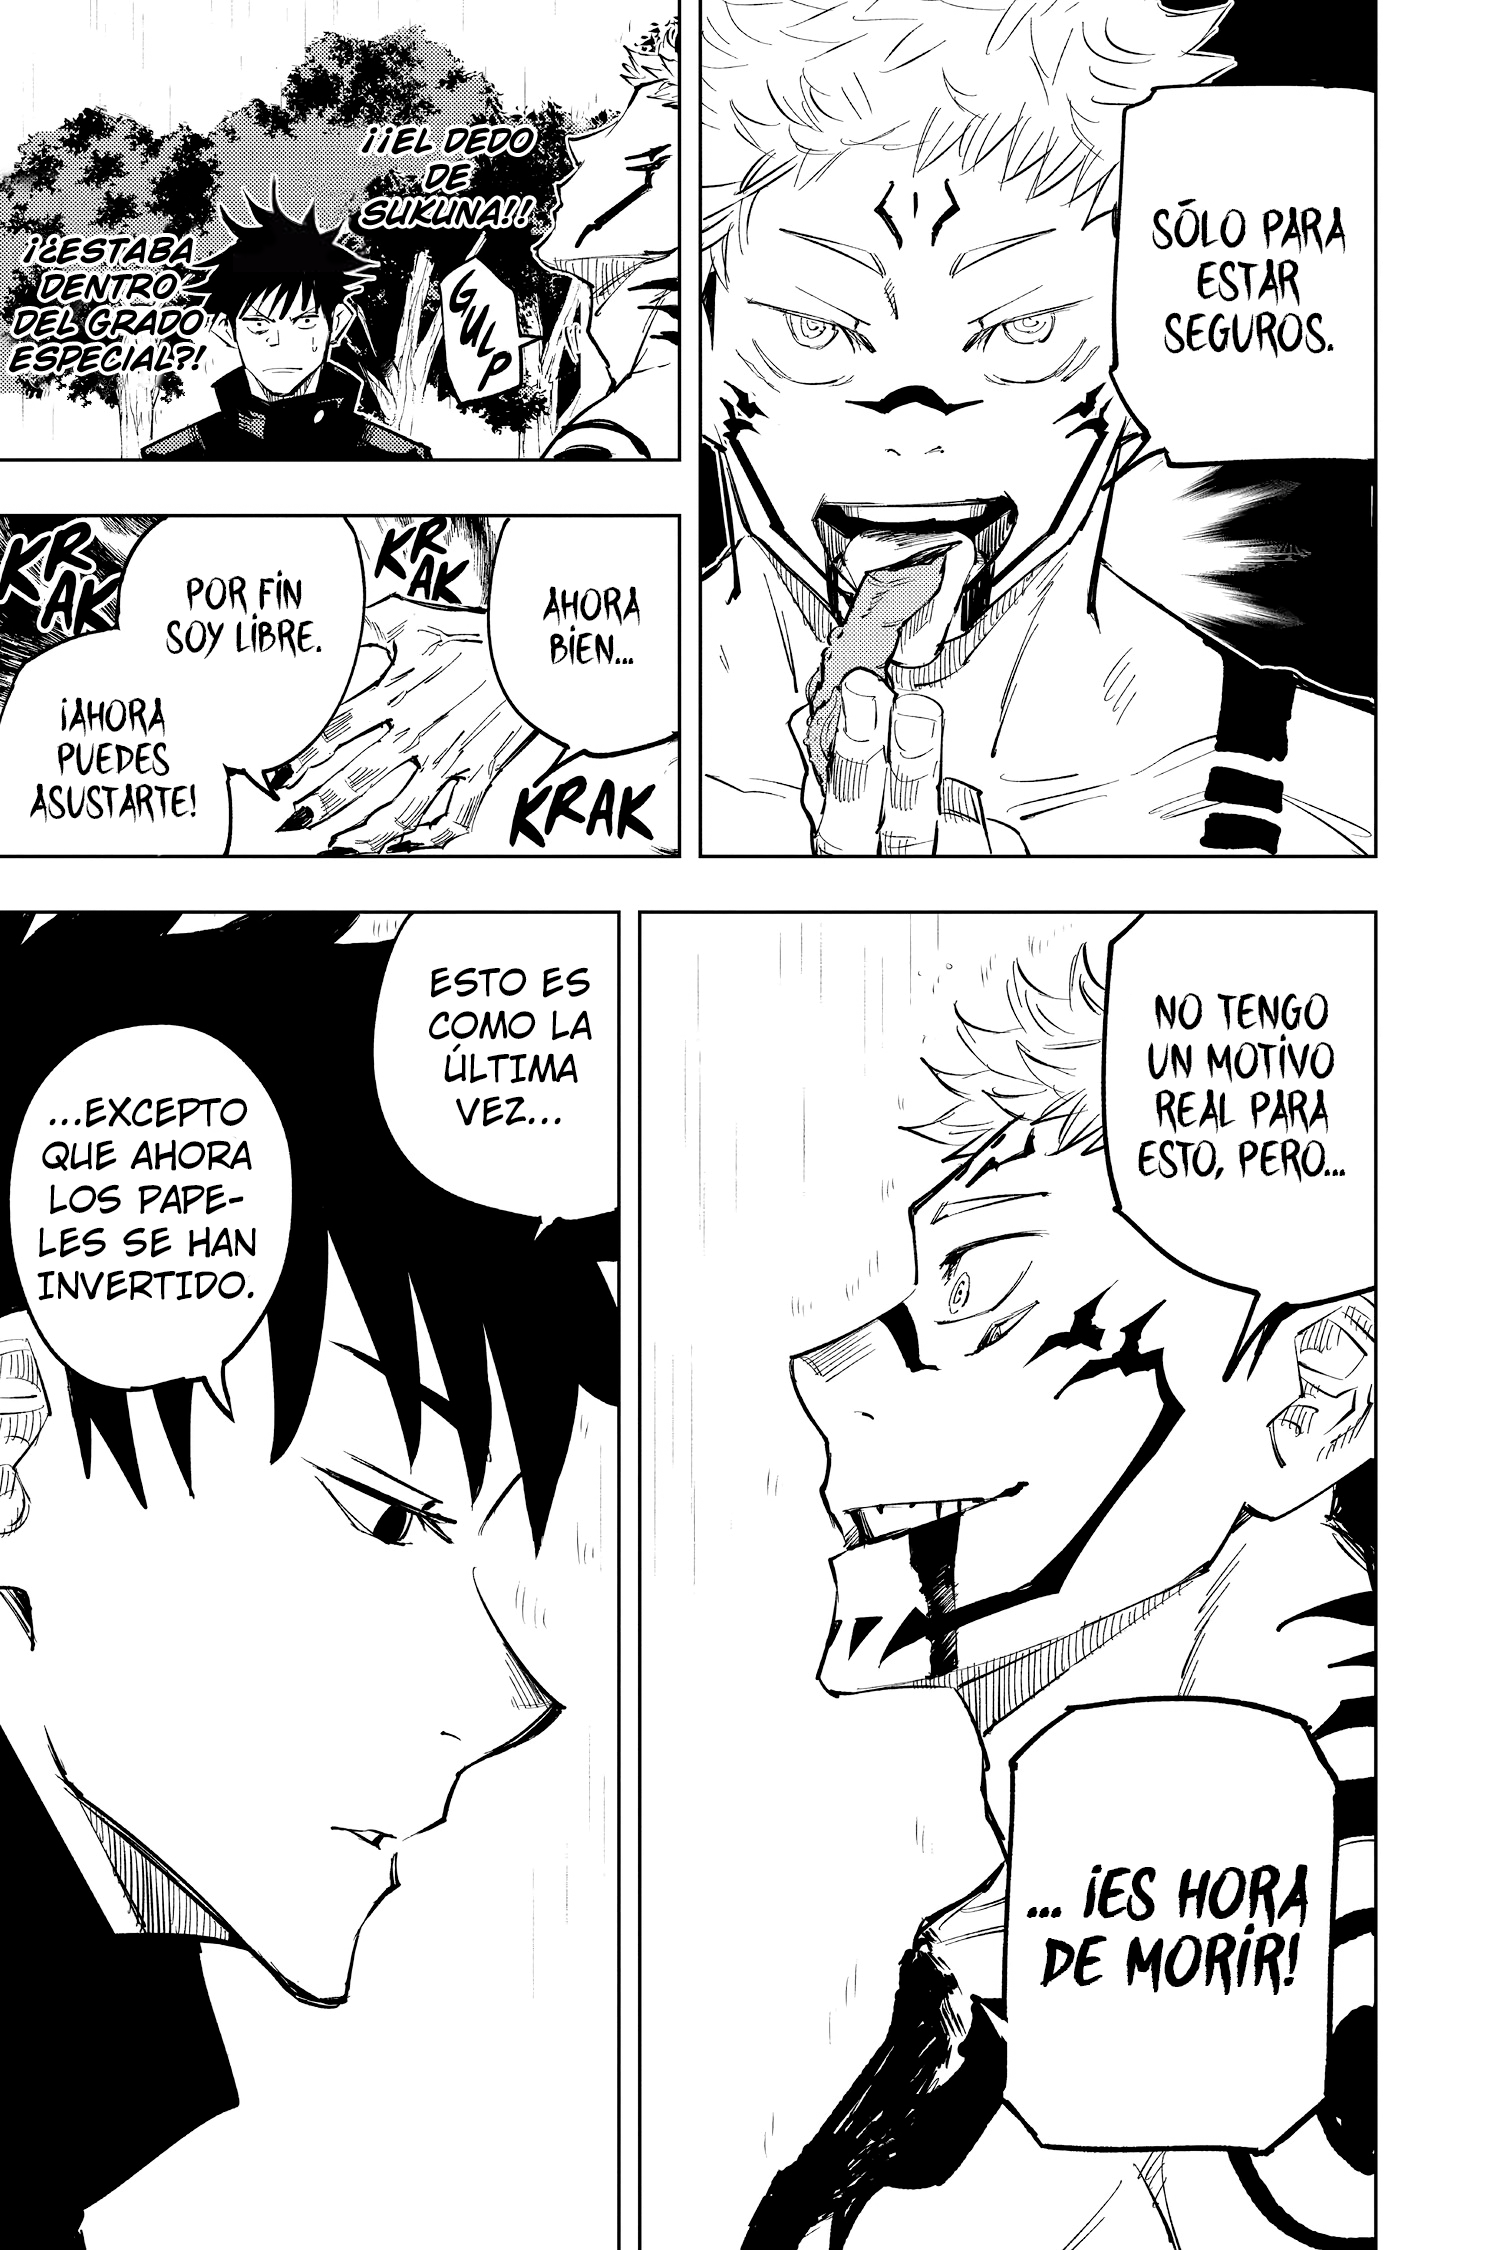 SÓLO PARA
ESTAR
SEGUROS.
¡¡EL DEDO
DE
SUKUNA!!
GULP
¡¿ESTABA
DENTRO
DEL GRADO
ESPECIAL?!
AHORA
BIEN...
KRAK
KRAK
POR FIN
SOY LIBRE.
KRAK
¡AHORA
PUEDES
ASUSTARTE!
NO TENGO
UN MOTIVO
REAL PARA
ESTO, PERO...
... ¡ES HORA
DE MORIR!
ESTO ES
COMO LA
ÚLTIMA
VEZ...
...EXCEPTO
QUE AHORA
LOS PAPE-
LES SE HAN
INVERTIDO.